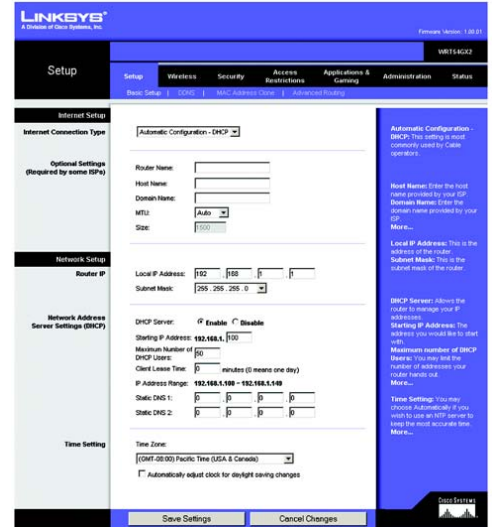 LINKSYS®
A Division of Cisco Systems, Inc.
Firmware Version: 1.00.01
WRT54GX2
Setup
Setup Wireless Security Access Restrictions Applications & Gaming Administration Status
Basic Setup | DDNS | MAC Address Clone | Advanced Routing
Internet Setup
Internet Connection Type
Automatic Configuration - DHCP
Optional Settings
(Required by some ISPs)
Router Name:
Host Name:
Domain Name:
MTU: Auto
Size: 1500
Network Setup
Router IP
Local IP Address: 192 . 168 . 1 . 1
Subnet Mask: 255.255.255.0
Network Address
Server Settings (DHCP)
DHCP Server: Enable Disable
Starting IP Address: 192.168.1. 100
Maximum Number of
DHCP Users: 50
Client Lease Time: 0 minutes (0 means one day)
IP Address Range: 192.168.1.100 ~ 192.168.1.149
Static DNS 1: 0 . 0 . 0 . 0
Static DNS 2: 0 . 0 . 0 . 0
Time Setting
Time Zone:
(GMT-08:00) Pacific Time (USA & Canada)
Automatically adjust clock for daylight saving changes
Save Settings Cancel Changes
Automatic Configuration -
DHCP: This setting is most
commonly used by Cable
operators.
Host Name: Enter the host
name provided by your ISP.
Domain Name: Enter the
domain name provided by your
ISP.
More...
Local IP Address: This is the
address of the router.
Subnet Mask: This is the
subnet mask of the router.
DHCP Server: Allows the
router to manage your IP
addresses.
Starting IP Address: The
address you would like to start
with.
Maximum number of DHCP
Users: You may limit the
number of addresses your
router hands out.
More...
Time Setting: You may
choose Automatically if you
wish to use an NTP server to
keep the most accurate time.
More...
CISCO SYSTEMS